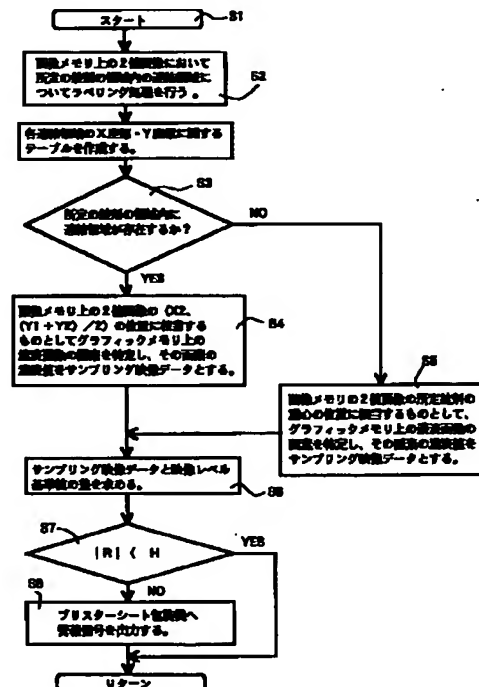 スタート
S1
画像メモリ上の2値画像において
所定の錠剤の領域内の連結領域に
ついてラベリング処理を行う。
S2
各連結領域のX座標・Y座標に関する
テーブルを作成する。
S3
所定の錠剤の領域内に
連結領域が存在するか?
NO
YES
画像メモリ上の2値画像の(X2、
(Y1+Y2)/2)の位置に
ものとしてグラフィックメモリ上の
濃淡画像の画素を特定し、その画素の
濃淡値をサンプリング映像データとする。
S4
S5
画像メモリの2値画像の所定錠剤の
重心の位置に相当するものとして、
グラフィックメモリ上の濃淡画像の
画素を特定し、その画素の濃淡値を
サンプリング映像データとする。
サンプリング映像データと映像レベル
基準値の差を求める。
S6
S7
|R| < H
YES
NO
S8
ブリスターシート包装機へ
信号を出力する。
リターン